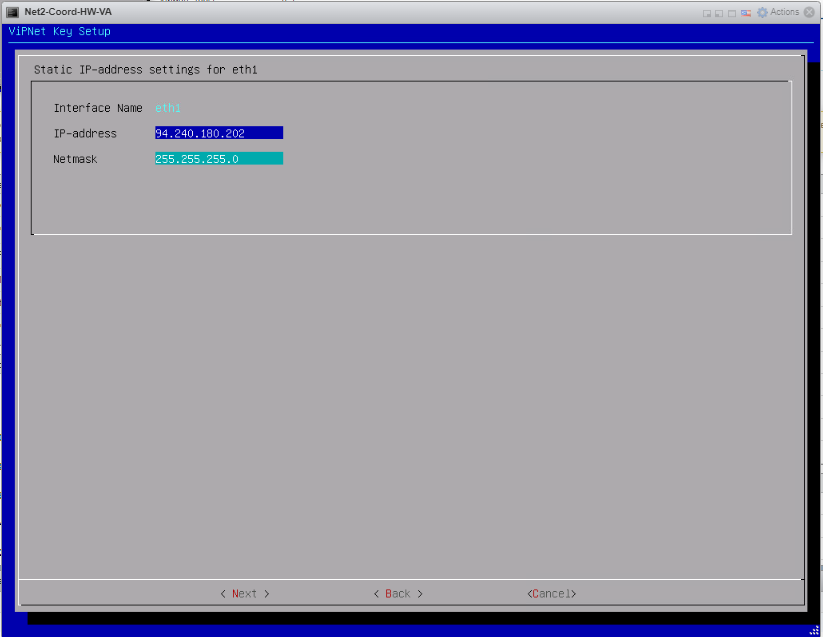 Net2-Coord-HW-VA Actions
ViPNet Key Setup
Static IP-address settings for eth1
Interface Name eth1
IP-address 94.240.180.202
Netmask 255.255.255.0
< Next > < Back > <Cancel>